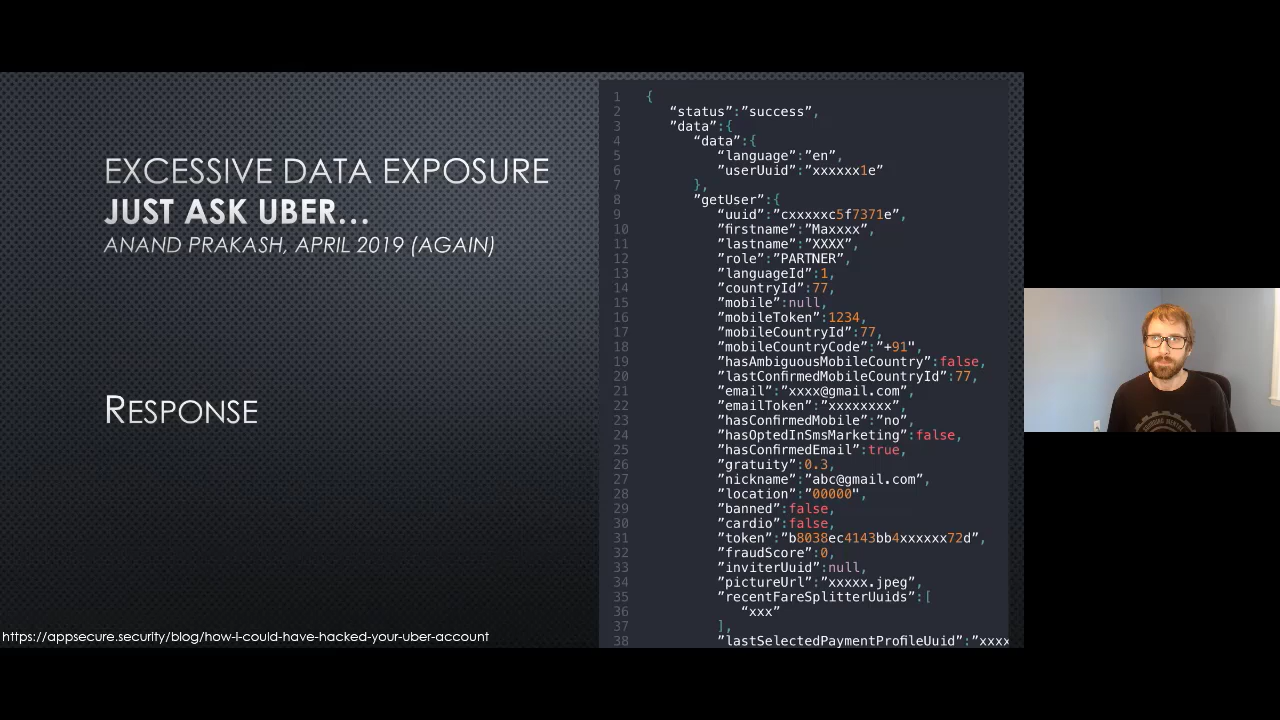 EXCESSIVE DATA EXPOSURE
JUST ASK UBER...
ANAND PRAKASH, APRIL 2019 (AGAIN)
RESPONSE
https://appsecure.security/blog/how-I-could-have-hacked-your-uber-account
1 {
2 “status”:”success”,
3 ”data”:{
4 “data”:{
5 ”language”:”en”,
6 ”userUuid”:”xxxxxx1e”
7 },
8 ”getUser”:{
9 ”uuid”:”cxxxxxc5f7371e”,
10 ”firstname”:”Maxxxx”,
11 ”lastname”:”XXXX”,
12 ”role”:”PARTNER”,
13 ”languageId”:1,
14 ”countryId”:77,
15 ”mobile”:null,
16 ”mobileToken”:1234,
17 ”mobileCountryId”:77,
18 ”mobileCountryCode”:”+91",
19 ”hasAmbiguousMobileCountry”:false,
20 ”lastConfirmedMobileCountryId”:77,
21 ”email”:”xxxx@gmail.com”,
22 ”emailToken”:”xxxxxxxx”,
23 ”hasConfirmedMobile”:”no”,
24 ”hasOptedInSmsMarketing”:false,
25 ”hasConfirmedEmail”:true,
26 ”gratuity”:0.3,
27 ”nickname”:”abc@gmail.com”,
28 ”location”:”00000",
29 ”banned”:false,
30 ”cardio”:false,
31 ”token”:”b8038ec4143bb4xxxxxx72d”,
32 ”fraudScore”:0,
33 ”inviterUuid”:null,
34 ”pictureUrl”:”xxxxx.jpeg”,
35 ”recentFareSplitterUuids”:[
36 “xxx”
37 ],
38 ”lastSelectedPaymentProfileUuid”:”xxxx